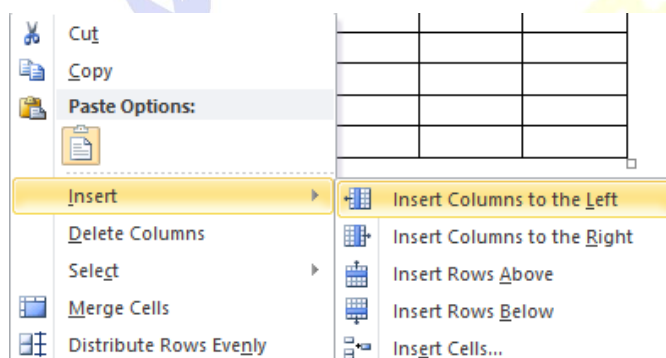 Cut
Copy
Paste Options:
Insert
Delete Columns
Select
Merge Cells
Distribute Rows Evenly
Insert Columns to the Left
Insert Columns to the Right
Insert Rows Above
Insert Rows Below
Insert Cells...